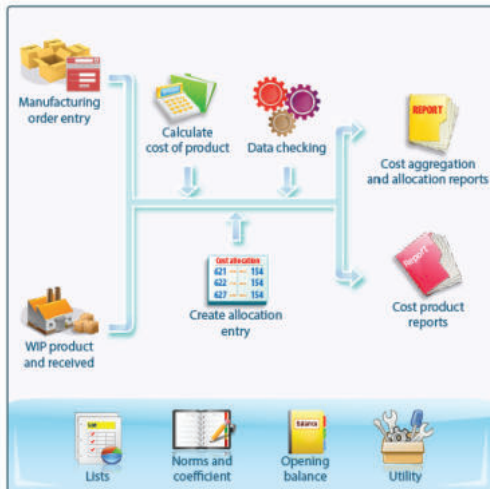 Manufacturing
order entry
Calculate
cost of product
Data checking
REPORT
Cost aggregation
and allocation reports
Cost allocation
621 154
622 154
627 154
Create allocation
entry
Report
Cost product
reports
WIP product
and received
Lists
Norms and
coefficient
Balance
Opening
balance
Utility